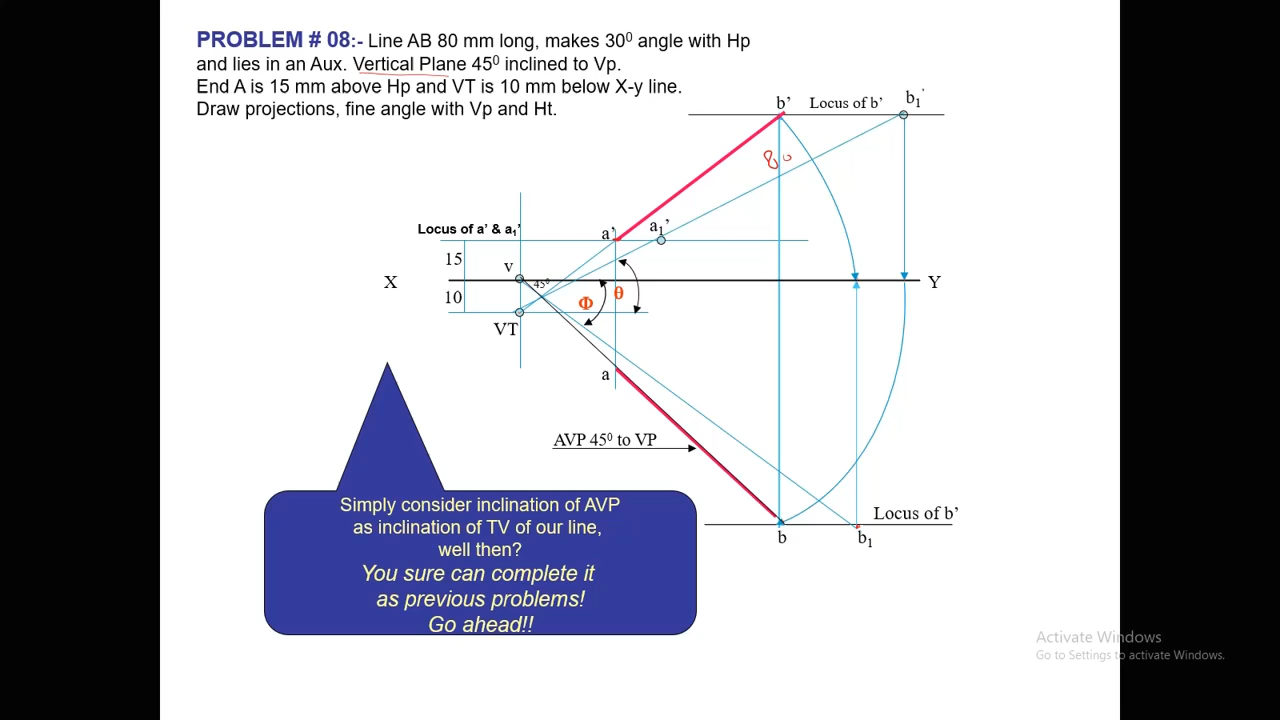 PROBLEM # 08:- Line AB 80 mm long, makes 30⁰ angle with Hp
and lies in an Aux. Vertical Plane 45⁰ inclined to Vp.
End A is 15 mm above Hp and VT is 10 mm below X-y line.
Draw projections, fine angle with Vp and Ht.
b’ Locus of b’ b₁’
80
Locus of a’ & a₁’
a’ a₁’
15
v
X Y
45⁰
10 Φ θ
VT
a
AVP 45⁰ to VP
Simply consider inclination of AVP
as inclination of TV of our line,
well then?
You sure can complete it
as previous problems!
Go ahead!!
Locus of b’
b b₁
Activate Windows
Go to Settings to activate Windows.